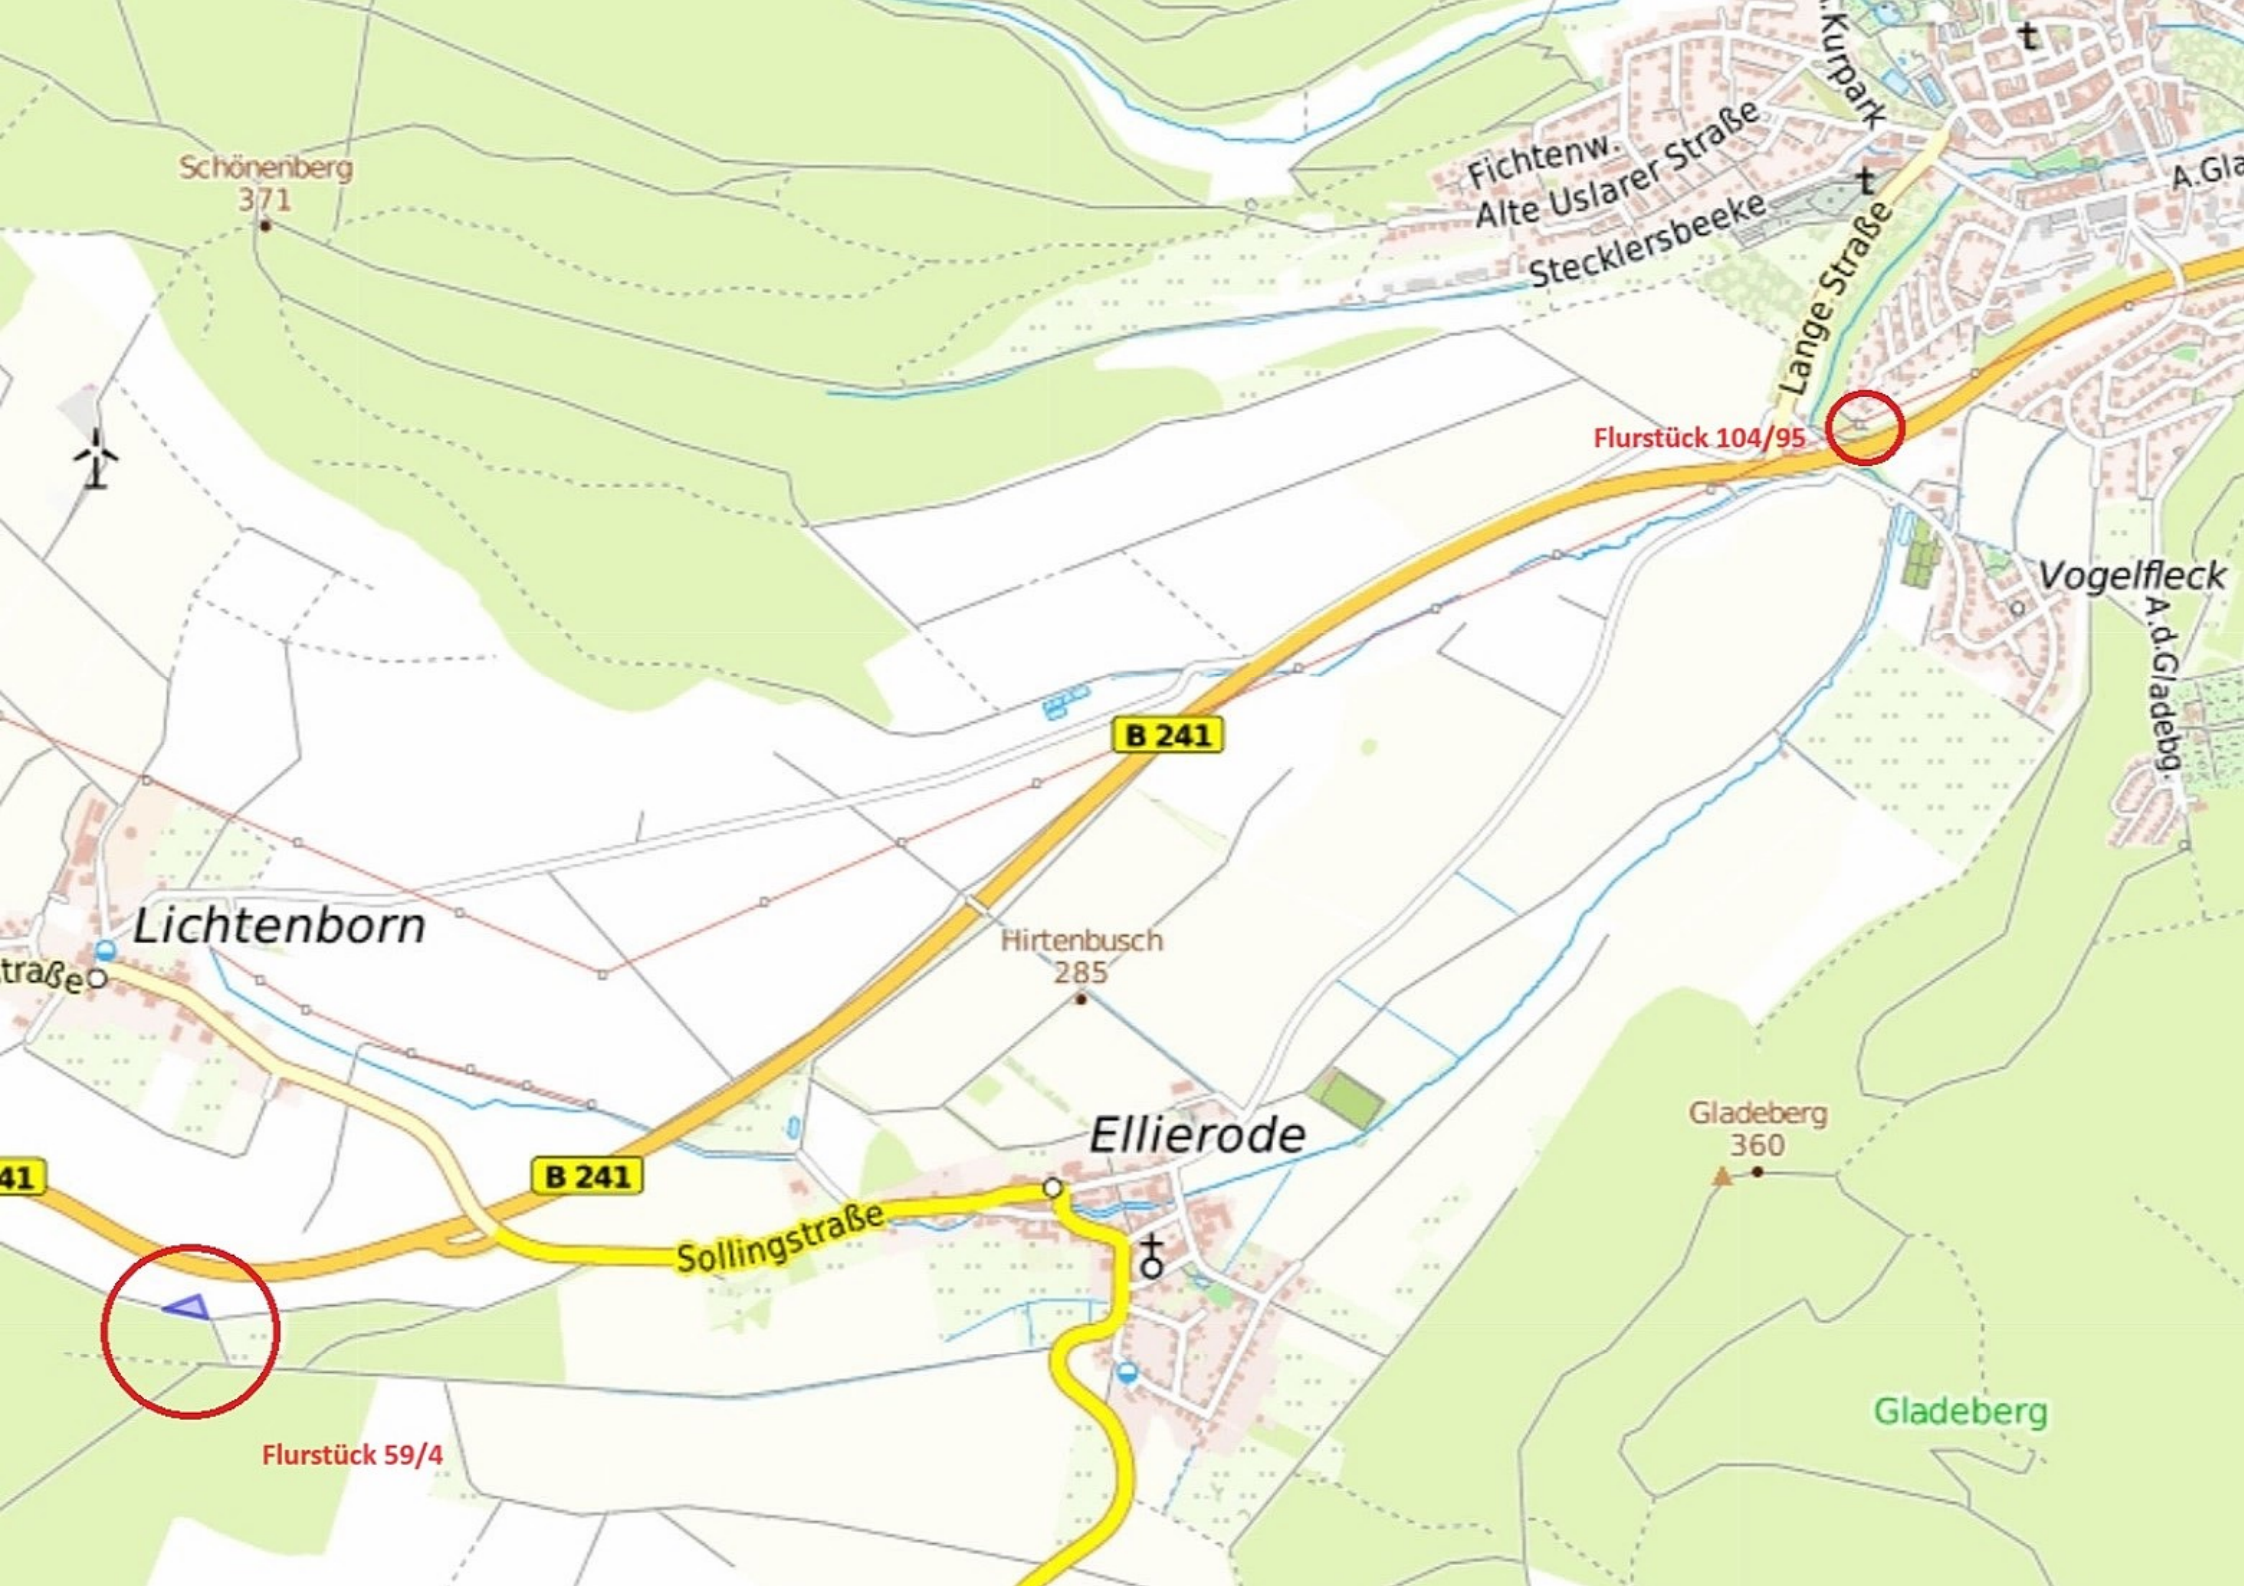 .Kurpark
Schönenberg
371
Fichtenw.
Alte Uslarer Straße
Stecklersbeeke
A.Gla
Lange Straße
Flurstück 104/95
Vogelfleck
A.d.Gladebg.
B 241
Lichtenborn
traße
Hirtenbusch
285
Ellierode
Gladeberg
360
41
B 241
Sollingstraße
Gladeberg
Flurstück 59/4